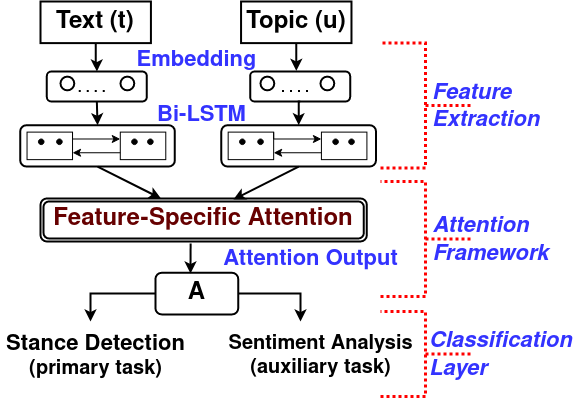 Text (t)
Topic (u)
Embedding
....
....
Feature
Extraction
Bi-LSTM
Feature-Specific Attention
Attention
Framework
Attention Output
A
Stance Detection
(primary task)
Sentiment Analysis
(auxiliary task)
Classification
Layer